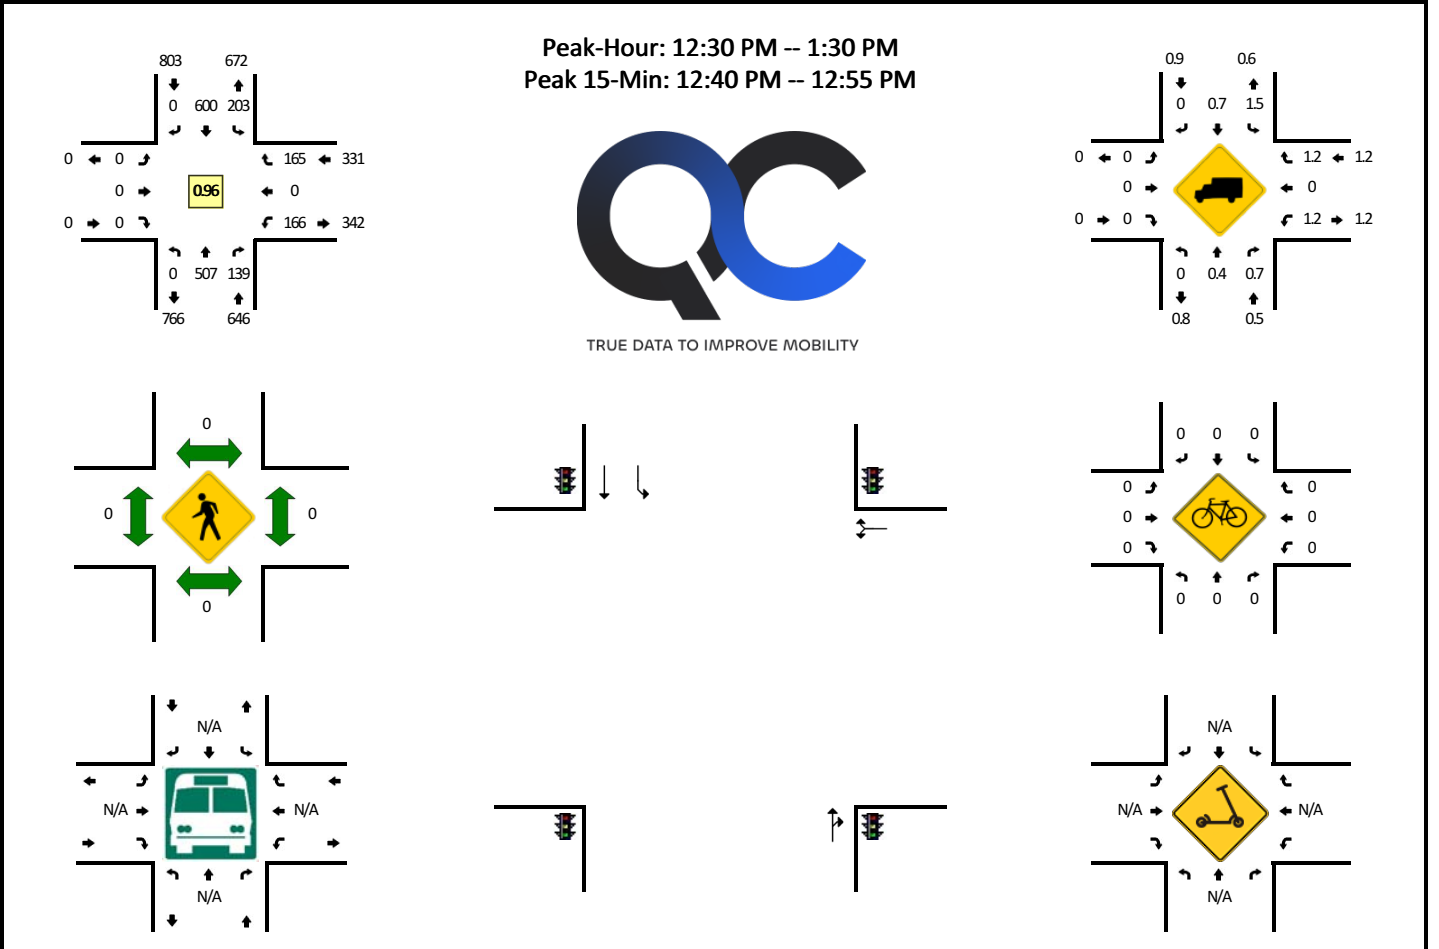 Peak-Hour: 12:30 PM -- 1:30 PM
Peak 15-Min: 12:40 PM -- 12:55 PM
803 672
0 600 203
0 0 165 331
0 0.96 0
0 0 166 342
0 507 139
766 646
QC
TRUE DATA TO IMPROVE MOBILITY
0.9 0.6
0 0.7 1.5
0 0 1.2 1.2
0 0
0 0 1.2 1.2
0 0.4 0.7
0.8 0.5
0
0 0
0
0 0 0
0 0
0 0
0 0
0 0 0
N/A
N/A N/A
N/A
N/A
N/A N/A
N/A